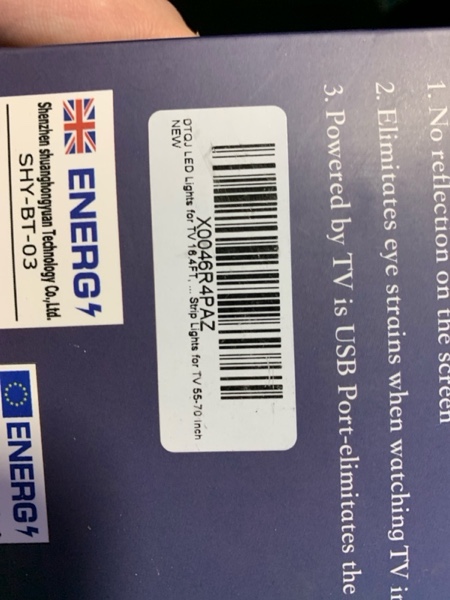 1. No reflection on the screen
2. Elimitates eye strains when watching TV in
3. Powered by TV is USB Port-elimitates the
X0046R4PAZ
DTQJ LED Lights for TV 16.4FT, ... Strip Lights for TV 55-70 Inch
NEW
ENERG
Shenzhen shuanghongyuan Technology Co.,Ltd.
SHY-BT-03
ENERG